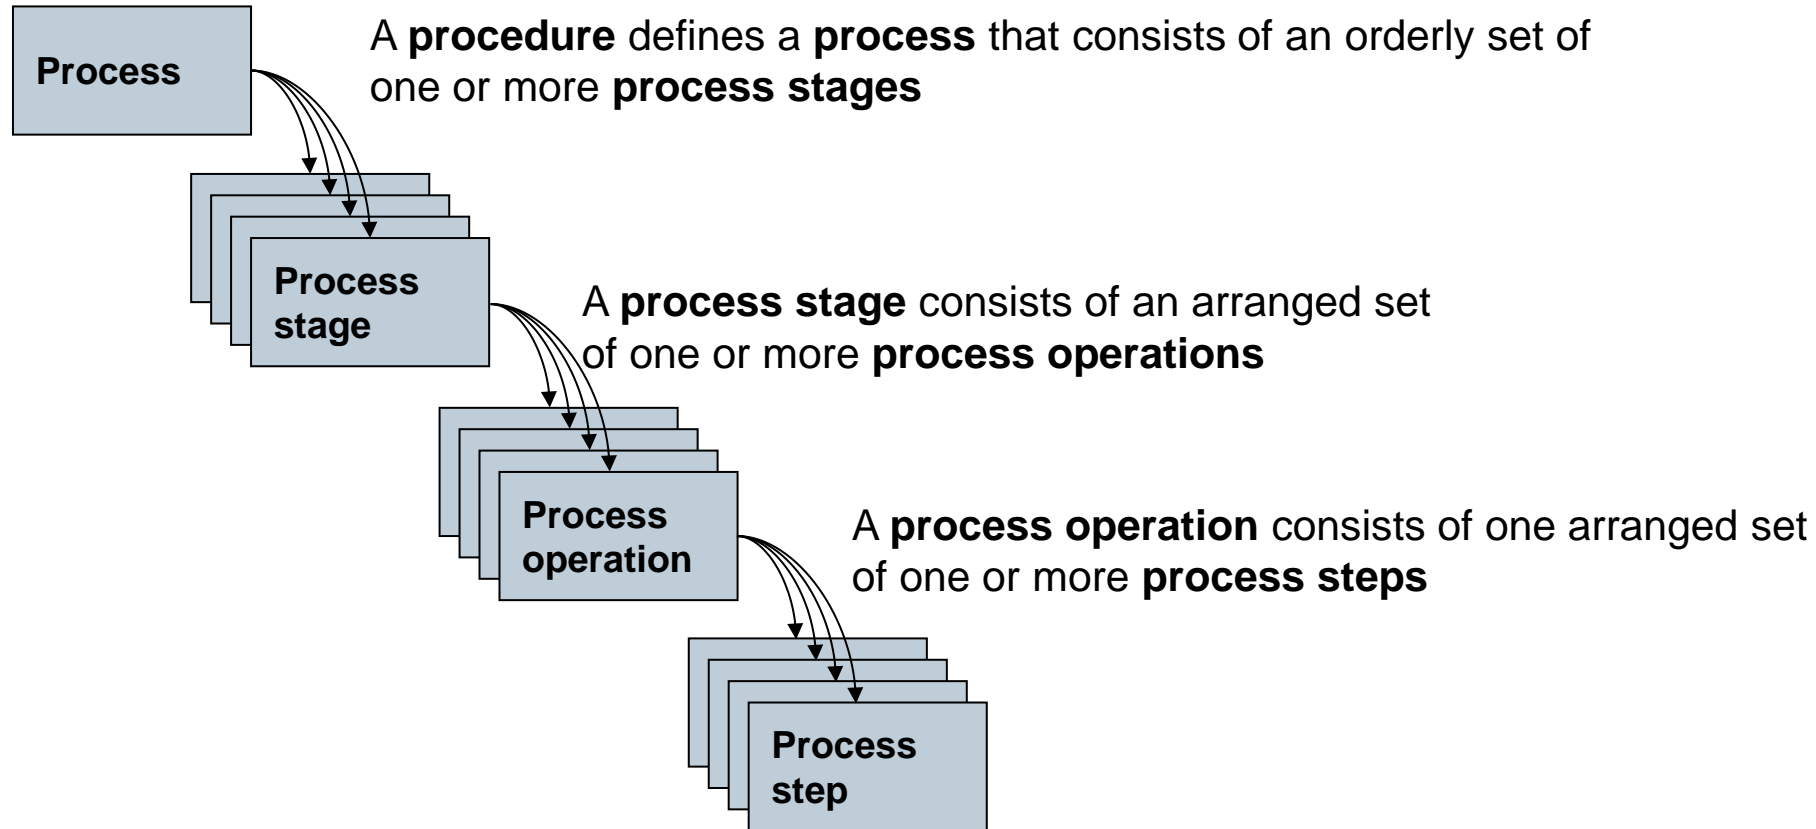 Process
A procedure defines a process that consists of an orderly set of
one or more process stages
Process
stage
A process stage consists of an arranged set
of one or more process operations
Process
operation
A process operation consists of one arranged set
of one or more process steps
Process
step